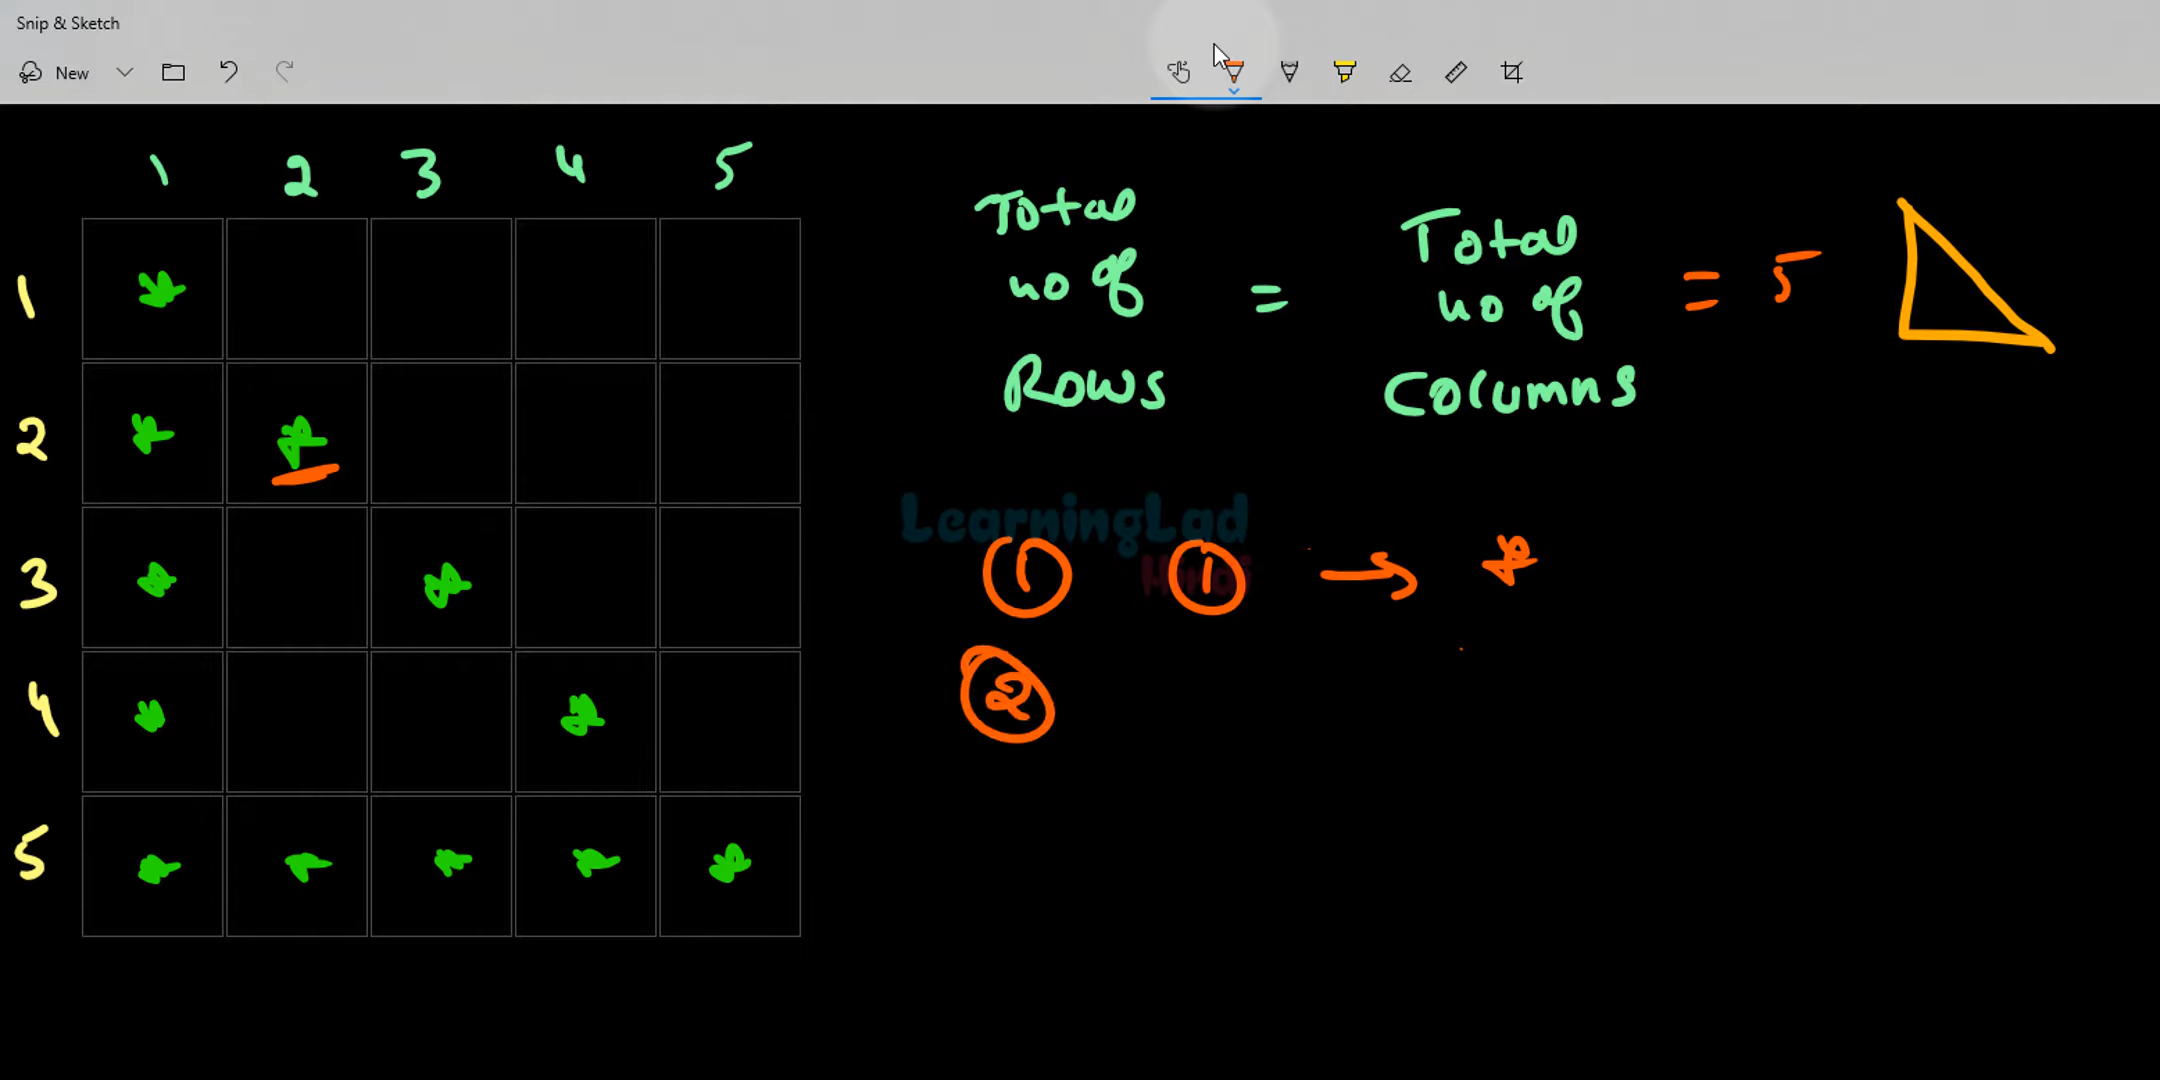 Snip & Sketch
New
1 2 3 4 5
1 *
2 * *
3 * *
4 * *
5 * * * * *
Total
no of
Rows
=
Total
no of
Columns
= 5
LearningLad
Hindi
1 1 → *
2